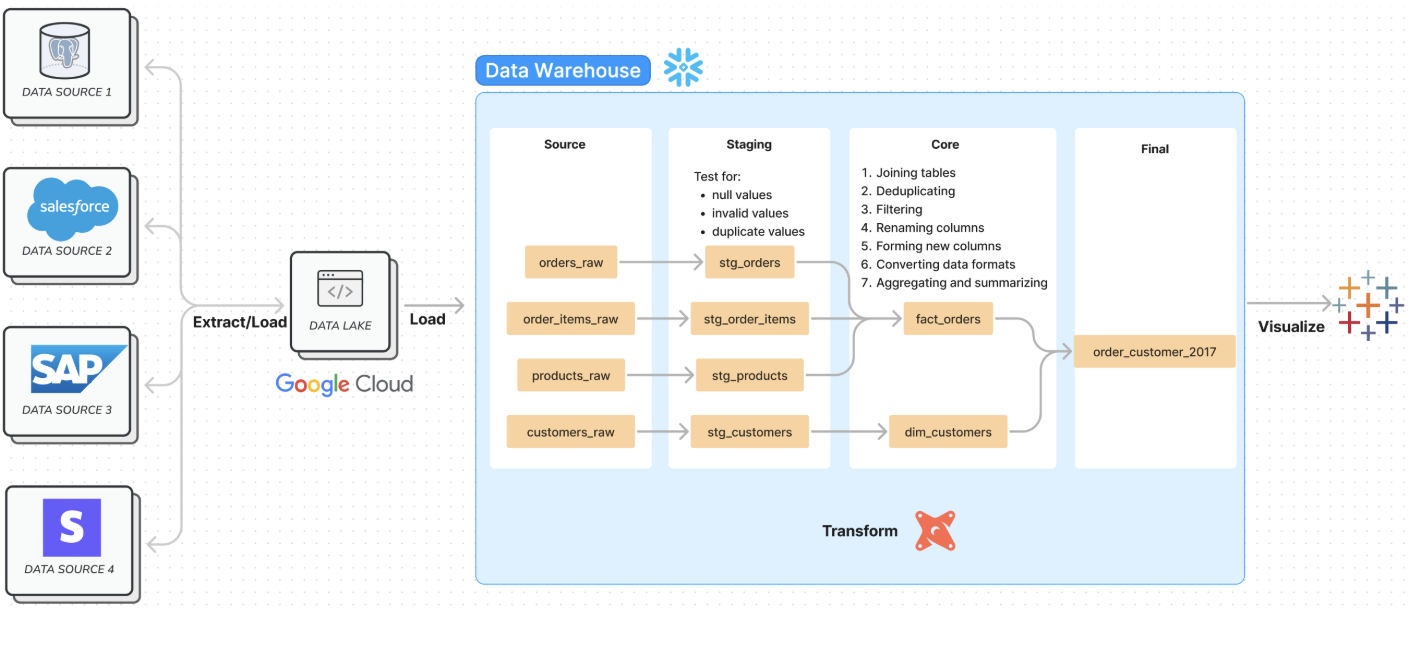 DATA SOURCE 1
salesforce
DATA SOURCE 2
SAP
DATA SOURCE 3
S
DATA SOURCE 4
Extract/Load
</>
DATA LAKE
Google Cloud
Load
Data Warehouse
Source
orders_raw
order_items_raw
products_raw
customers_raw
Staging
Test for:
• null values
• invalid values
• duplicate values
stg_orders
stg_order_items
stg_products
stg_customers
Core
1. Joining tables
2. Deduplicating
3. Filtering
4. Renaming columns
5. Forming new columns
6. Converting data formats
7. Aggregating and summarizing
fact_orders
dim_customers
Final
order_customer_2017
Transform
Visualize